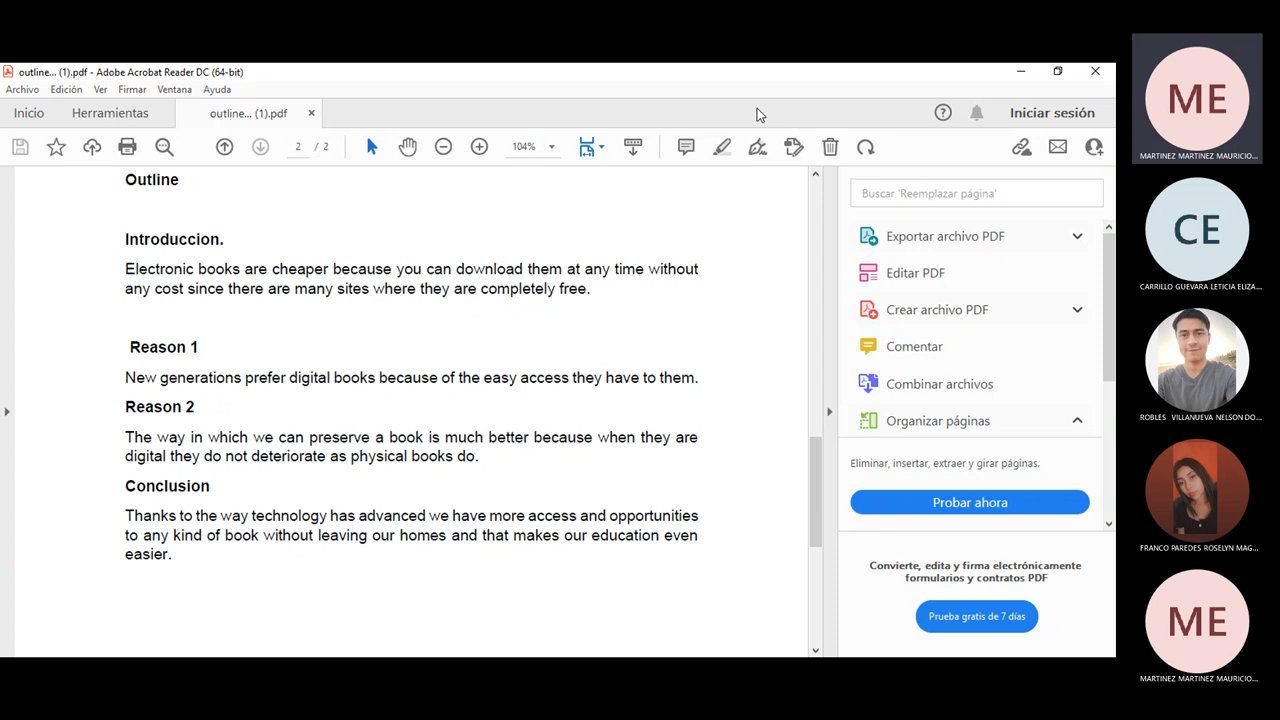 outline... (1).pdf - Adobe Acrobat Reader DC (64-bit)
Archivo Edición Ver Firmar Ventana Ayuda
Inicio Herramientas outline... (1).pdf × Iniciar sesión
2 / 2 104%
Outline
Introduccion.
Electronic books are cheaper because you can download them at any time without
any cost since there are many sites where they are completely free.
Reason 1
New generations prefer digital books because of the easy access they have to them.
Reason 2
The way in which we can preserve a book is much better because when they are
digital they do not deteriorate as physical books do.
Conclusion
Thanks to the way technology has advanced we have more access and opportunities
to any kind of book without leaving our homes and that makes our education even
easier.
Buscar 'Reemplazar página'
Exportar archivo PDF
Editar PDF
Crear archivo PDF
Comentar
Combinar archivos
Organizar páginas
Eliminar, insertar, extraer y girar páginas.
Probar ahora
Convierte, edita y firma electrónicamente
formularios y contratos PDF
Prueba gratis de 7 días
ME
MARTINEZ MARTINEZ MAURICIO...
CE
CARRILLO GUEVARA LETICIA ELIZA...
ROBLES VILLANUEVA NELSON DO...
FRANCO PAREDES ROSELYN MAG...
ME
MARTINEZ MARTINEZ MAURICIO...